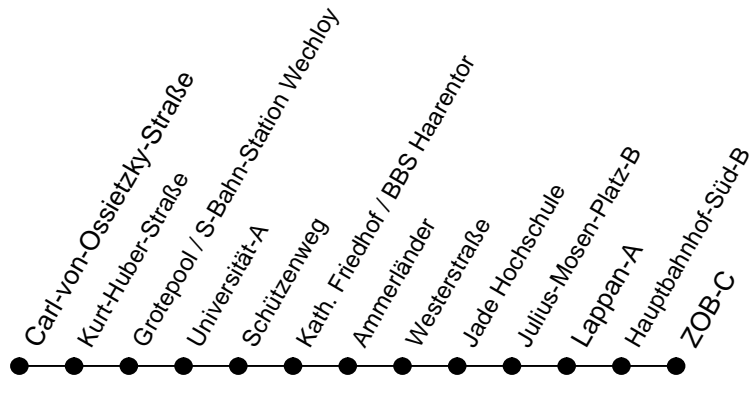 Carl-von-Ossietzky-Straße
Kurt-Huber-Straße
Grotepool / S-Bahn-Station Wechloy
Universität-A
Schützenweg
Kath. Friedhof / BBS Haarentor
Ammerländer
Westerstraße
Jade Hochschule
Julius-Mosen-Platz-B
Lappan-A
Hauptbahnhof-Süd-B
ZOB-C